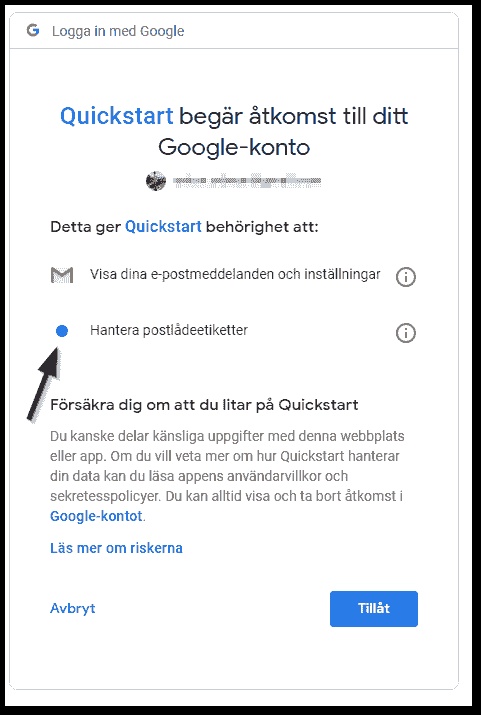 Logga in med Google
Quickstart begär åtkomst till ditt
Google-konto
Detta ger Quickstart behörighet att:
Visa dina e-postmeddelanden och inställningar
Hantera postlådeetiketter
Försäkra dig om att du litar på Quickstart
Du kanske delar känsliga uppgifter med denna webbplats
eller app. Om du vill veta mer om hur Quickstart hanterar
din data kan du läsa appens användarvillkor och
sekretesspolicyer. Du kan alltid visa och ta bort åtkomst i
Google-kontot.
Läs mer om riskerna
Avbryt
Tillåt